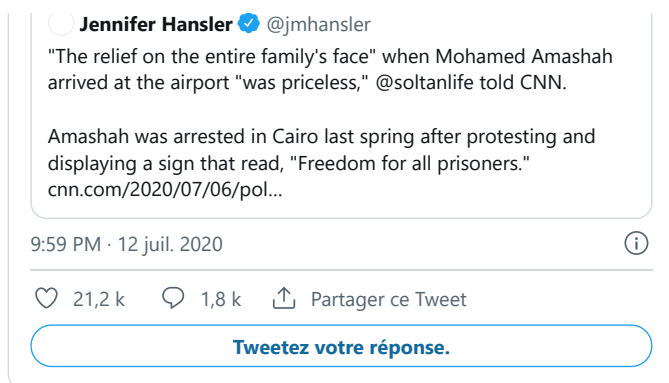 Jennifer Hansler @jmhansler
"The relief on the entire family's face" when Mohamed Amashah
arrived at the airport "was priceless," @soltanlife told CNN.
Amashah was arrested in Cairo last spring after protesting and
displaying a sign that read, "Freedom for all prisoners."
cnn.com/2020/07/06/pol...
9:59 PM · 12 juil. 2020
21,2 k 1,8 k Partager ce Tweet
Tweetez votre réponse.